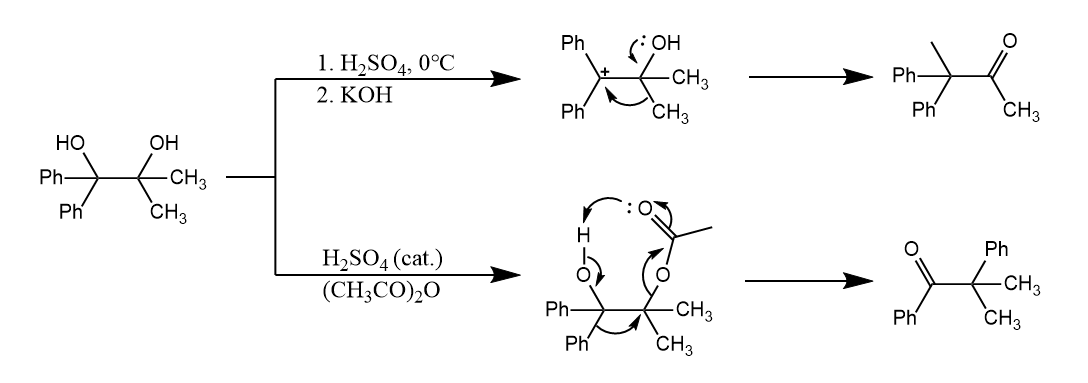 HO OH
Ph CH3
Ph CH3
1. H₂SO₄, 0°C
2. KOH
Ph :OH
+ CH3
Ph CH3
O
Ph
Ph CH3
H₂SO₄ (cat.)
(CH₃CO)₂O
:O
H
O O
Ph CH3
Ph CH3
O Ph
CH3
Ph CH3